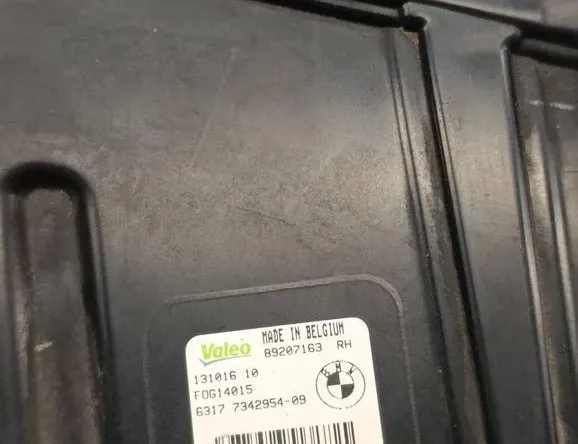 Valeo MADE IN BELGIUM
89207163 RH
131016 10
FOG14015
6317 7342954-09
BMW